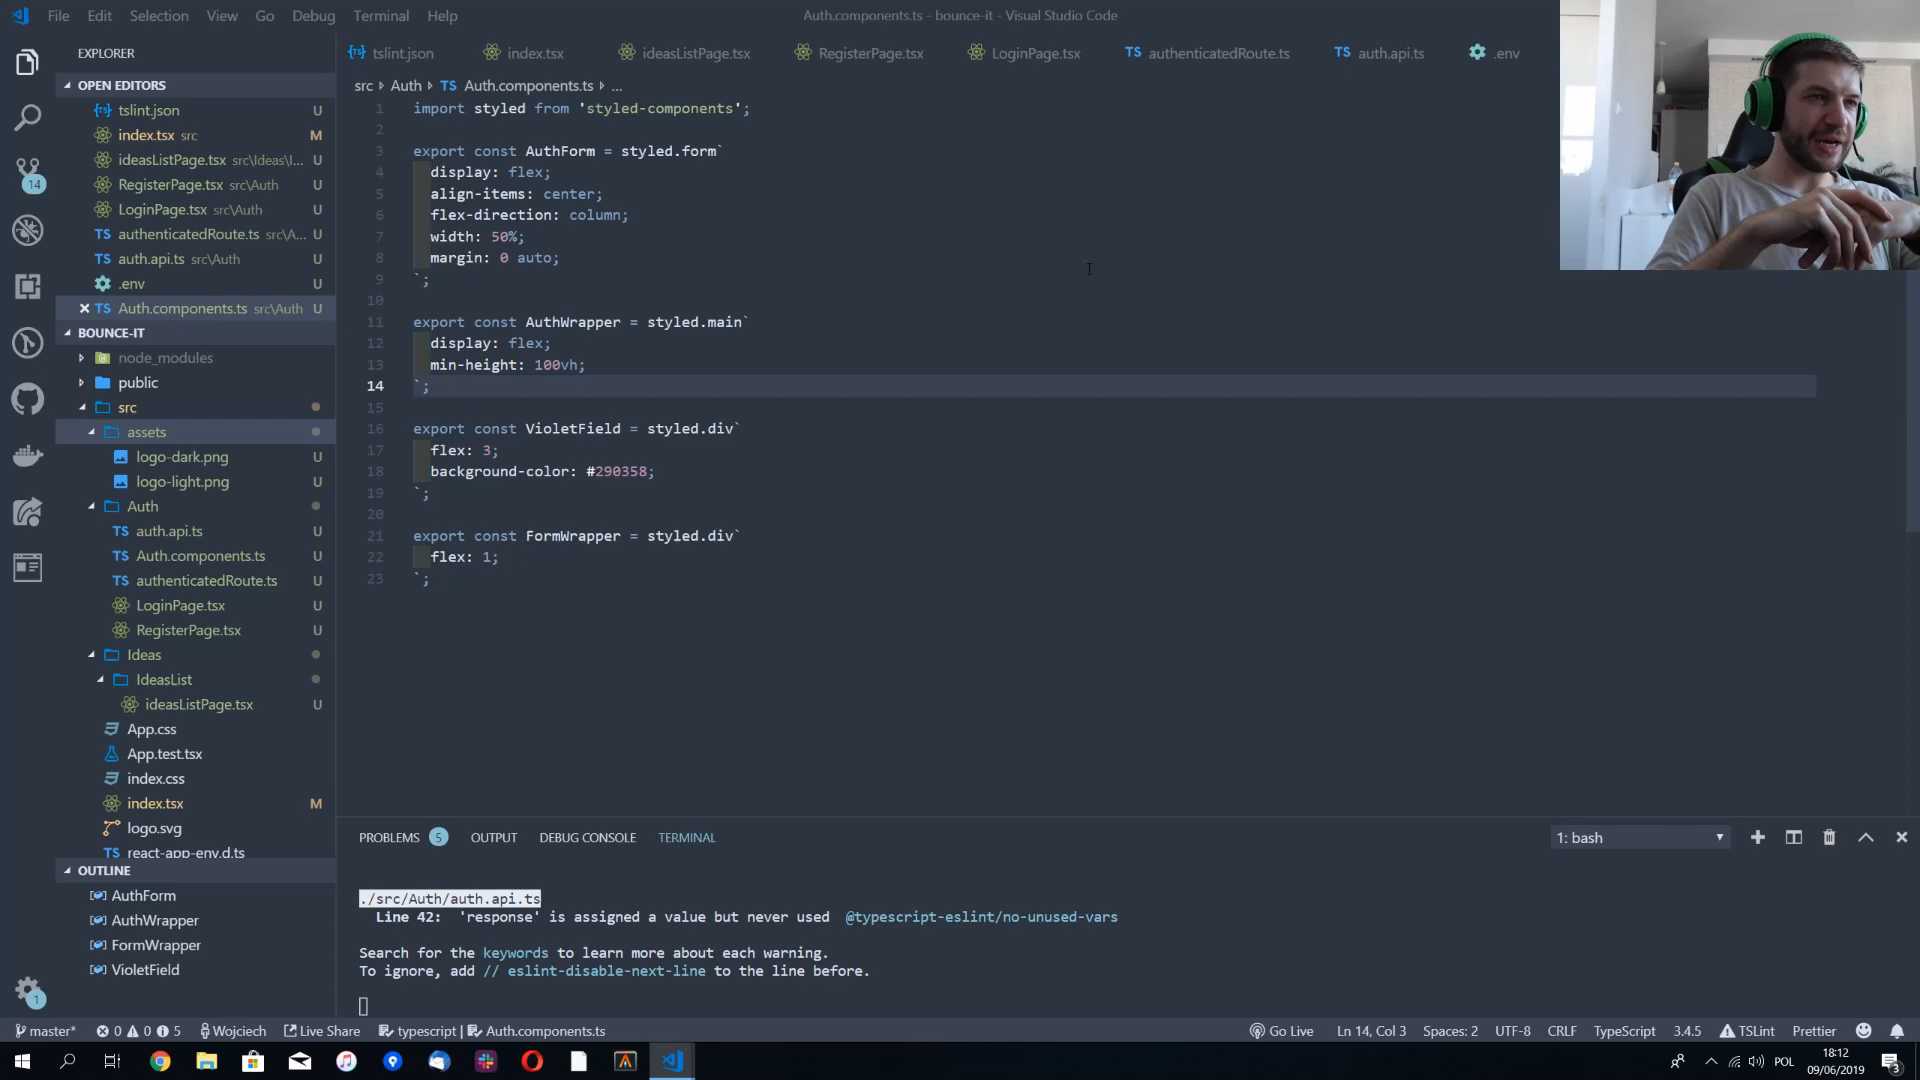 File Edit Selection View Go Debug Terminal Help
Auth.components.ts - bounce-it - Visual Studio Code
EXPLORER
tslint.json index.tsx ideasListPage.tsx RegisterPage.tsx LoginPage.tsx TS authenticatedRoute.ts TS auth.api.ts .env
OPEN EDITORS
tslint.json U
index.tsx src M
ideasListPage.tsx src\Ideas\I... U
RegisterPage.tsx src\Auth U
LoginPage.tsx src\Auth U
TS authenticatedRoute.ts src\A... U
TS auth.api.ts src\Auth U
.env U
TS Auth.components.ts src\Auth U
BOUNCE-IT
node_modules
public
src
assets
logo-dark.png U
logo-light.png U
Auth
TS auth.api.ts U
TS Auth.components.ts U
TS authenticatedRoute.ts U
LoginPage.tsx U
RegisterPage.tsx U
Ideas
IdeasList
ideasListPage.tsx U
App.css
App.test.tsx
index.css
index.tsx M
logo.svg
react-app-env.d.ts
OUTLINE
AuthForm
AuthWrapper
FormWrapper
VioletField
14
1
src Auth TS Auth.components.ts ...
1 import styled from 'styled-components';
2
3 export const AuthForm = styled.form`
4 display: flex;
5 align-items: center;
6 flex-direction: column;
7 width: 50%;
8 margin: 0 auto;
9 `;
10
11 export const AuthWrapper = styled.main`
12 display: flex;
13 min-height: 100vh;
14 `;
15
16 export const VioletField = styled.div`
17 flex: 3;
18 background-color: #290358;
19 `;
20
21 export const FormWrapper = styled.div`
22 flex: 1;
23 `;
PROBLEMS 5 OUTPUT DEBUG CONSOLE TERMINAL 1: bash
./src/Auth/auth.api.ts
Line 42: 'response' is assigned a value but never used @typescript-eslint/no-unused-vars
Search for the keywords to learn more about each warning.
To ignore, add // eslint-disable-next-line to the line before.
master* 0 0 5 Wojciech Live Share typescript | Auth.components.ts Go Live Ln 14, Col 3 Spaces: 2 UTF-8 CRLF TypeScript 3.4.5 TSLint Prettier
POL 18:12
09/06/2019 3